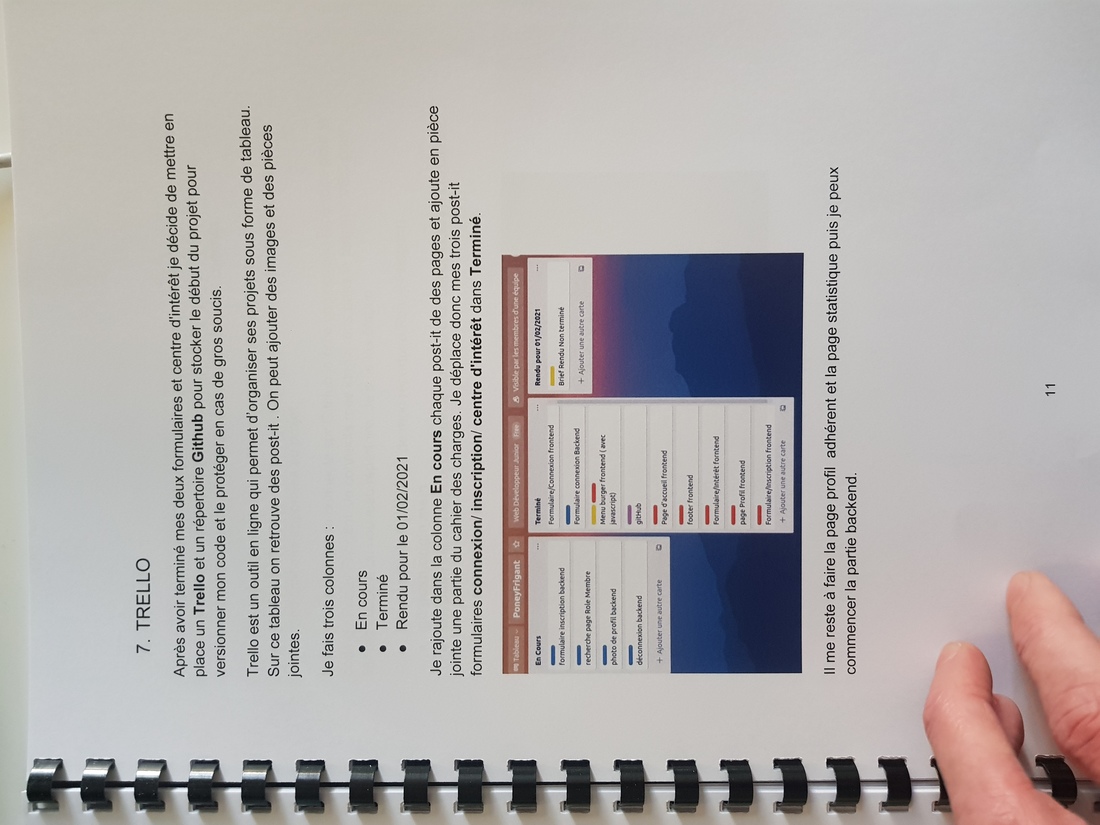 7. TRELLO
Après avoir terminé mes deux formulaires et centre d'intérêt je décide de mettre en
place un Trello et un répertoire Github pour stocker le début du projet pour
versionner mon code et le protéger en cas de gros soucis.
Trello est un outil en ligne qui permet d'organiser ses projets sous forme de tableau.
Sur ce tableau on retrouve des post-it . On peut ajouter des images et des pièces
jointes.
Je fais trois colonnes :
● En cours
● Terminé
● Rendu pour le 01/02/2021
Je rajoute dans la colonne En cours chaque post-it de des pages et ajoute en pièce
jointe une partie du cahier des charges. Je déplace donc mes trois post-it
formulaires connexion/ inscription/ centre d'intérêt dans Terminé.
Tableau PoneyFrigant Web Développeur Junior Free Visible par les membres d'une équipe
En Cours ...
formulaire inscription backend
recherche page Role Membre
photo de profil backend
déconnexion backend
+ Ajouter une autre carte
Terminé ...
Formulaire/Connexion frontend
Formulaire connexion Backend
Menu burger frontend ( avec
javascript)
gitHub
Page d'accueil frontend
footer frontend
Formulaire/Intérêt forntend
page Profil frontend
Formulaire/Inscription frontend
+ Ajouter une autre carte
Rendu pour 01/02/2021 ...
Brief Rendu Non terminé
+ Ajouter une autre carte
Il me reste à faire la page profil adhérent et la page statistique puis je peux
commencer la partie backend.
11